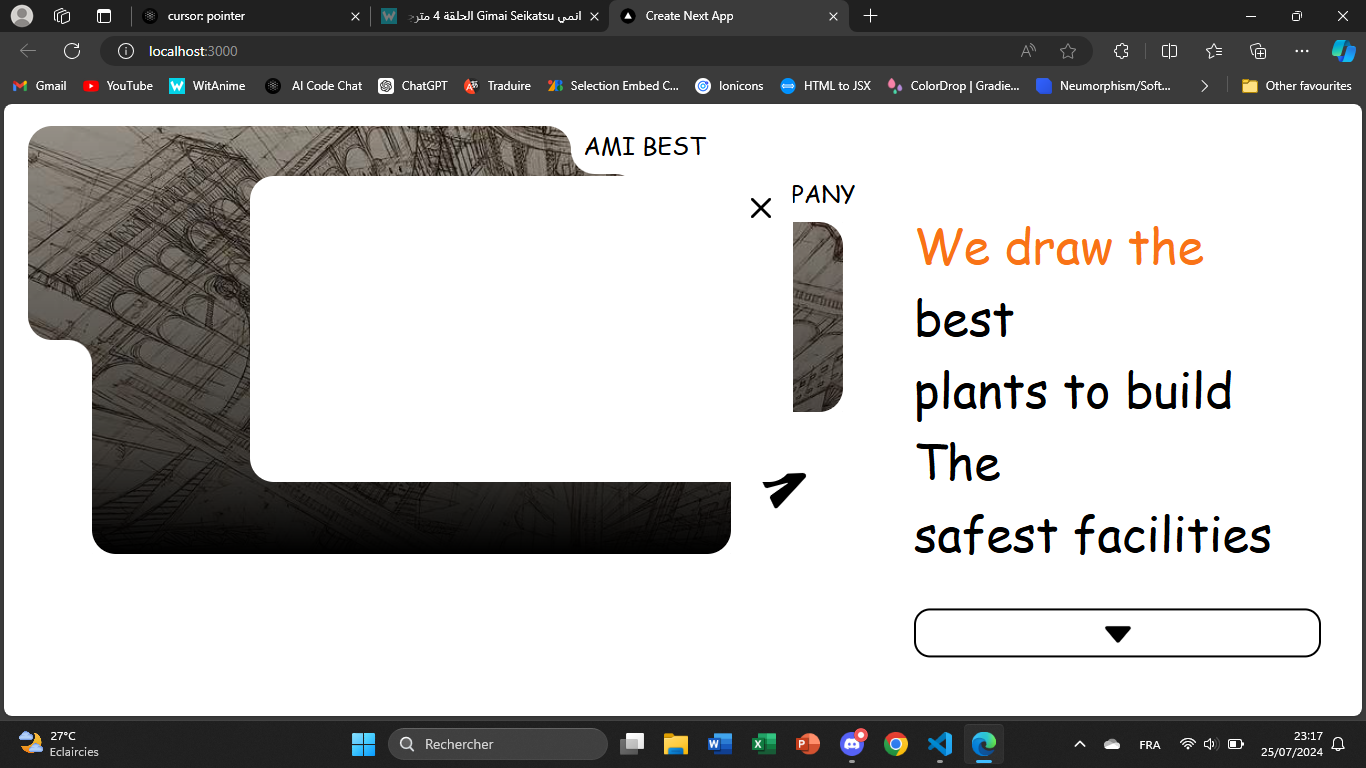 cursor: pointer
انمي Gimai Seikatsu الحلقة 4 متر
Create Next App
localhost:3000
Gmail
YouTube
WitAnime
AI Code Chat
ChatGPT
Traduire
Selection Embed C...
Ionicons
HTML to JSX
ColorDrop | Gradie...
Neumorphism/Soft...
Other favourites
AMI BEST
PANY
We draw the
best
plants to build
The
safest facilities
27°C
Eclaircies
Rechercher
FRA
23:17
25/07/2024